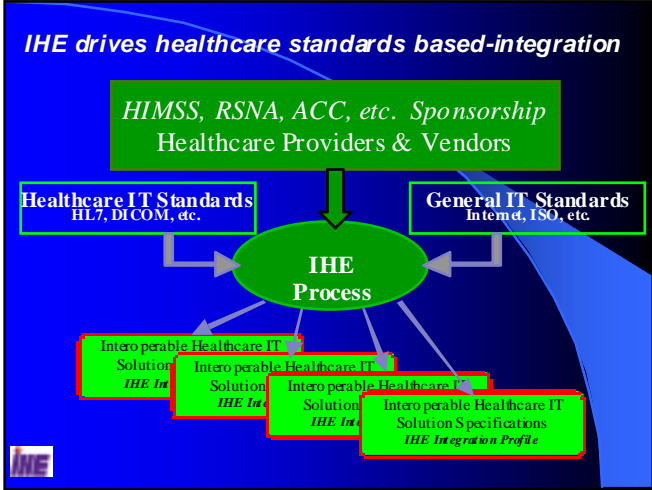 IHE drives healthcare standards based-integration
HIMSS, RSNA, ACC, etc. Sponsorship
Healthcare Providers & Vendors
Healthcare IT Standards
HL7, DICOM, etc.
General IT Standards
Internet, ISO, etc.
IHE
Process
Interoperable Healthcare IT
Solution
IHE
Interoperable Healthcare IT
Solution
IHE
Interoperable Healthcare IT
Solution
IHE
Interoperable Healthcare IT
Solution Specifications
IHE Integration Profile
IHE